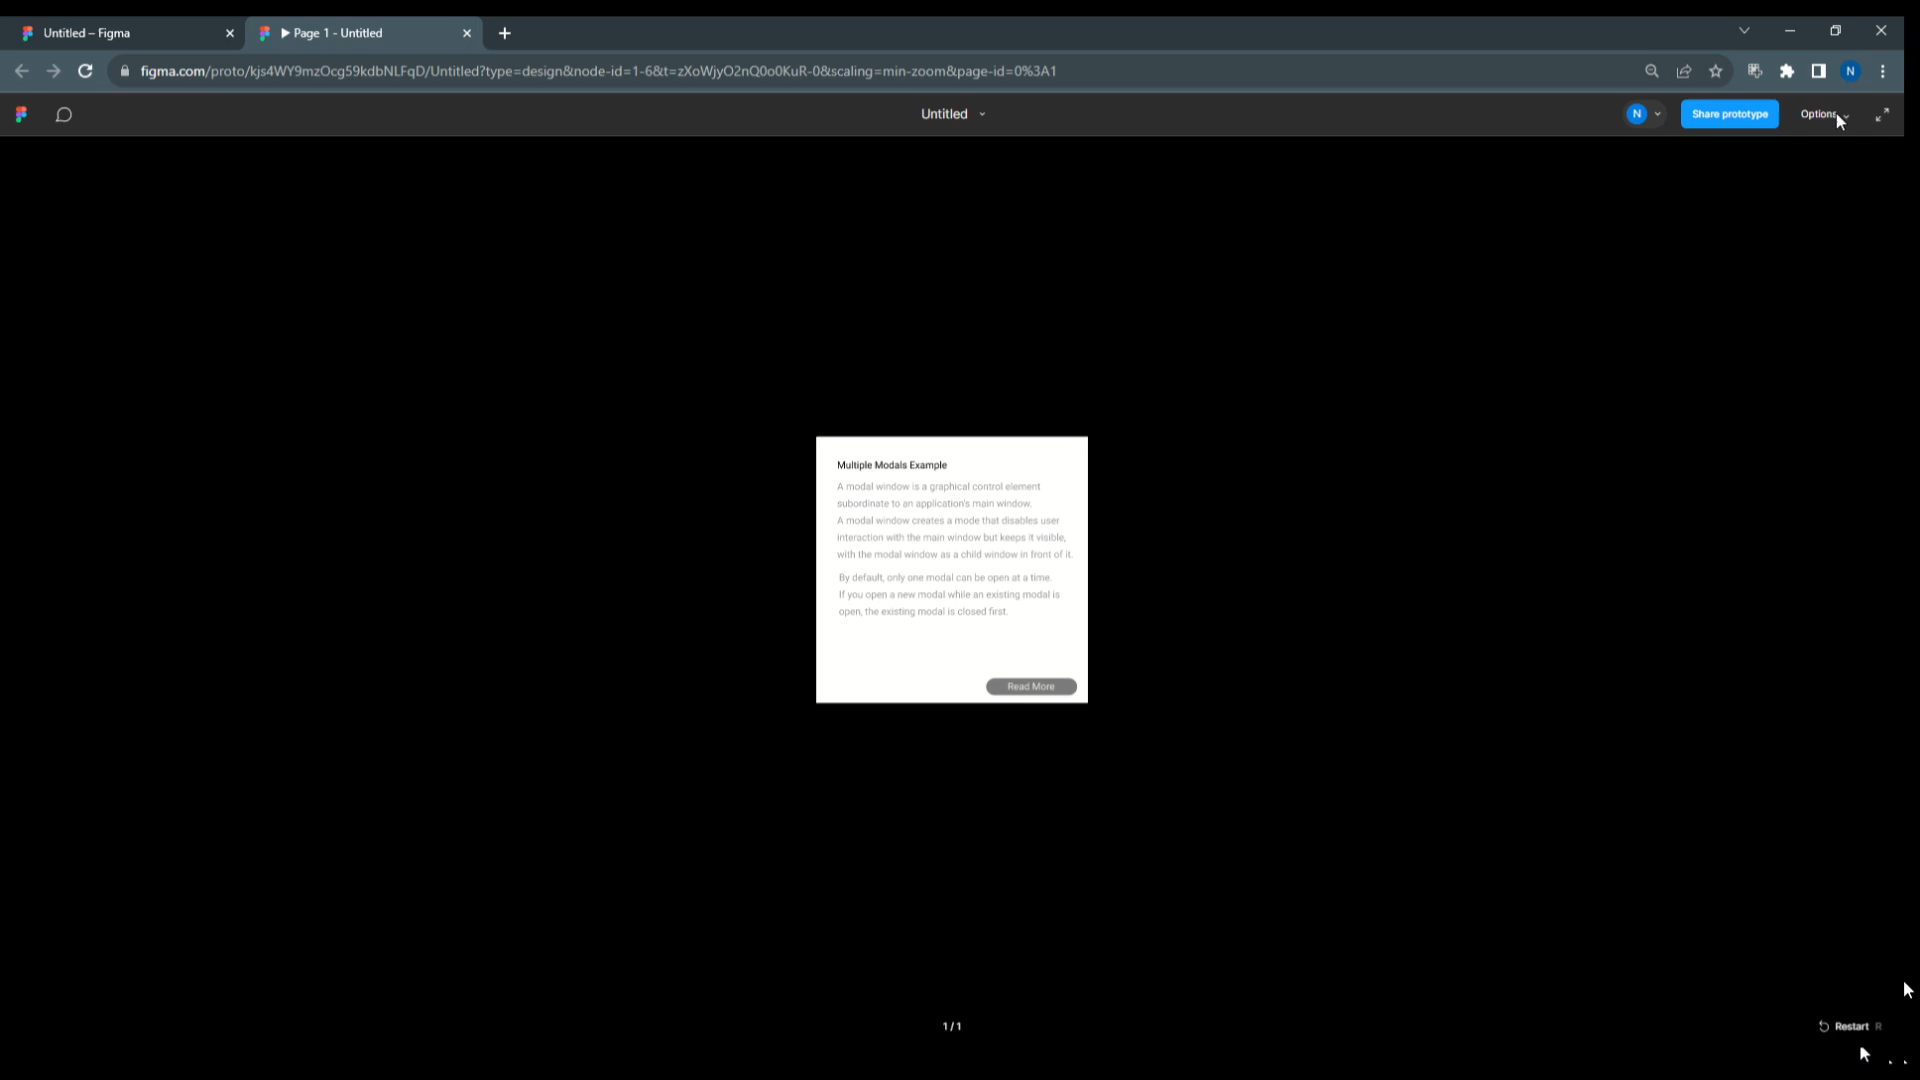 Untitled – Figma
Page 1 - Untitled
figma.com/proto/kjs4WY9mzOcg59kdbNLFqD/Untitled?type=design&node-id=1-6&t=zXoWjyO2nQ0o0KuR-0&scaling=min-zoom&page-id=0%3A1
N
Untitled
N
Share prototype
Options
Multiple Modals Example
A modal window is a graphical control element
subordinate to an application's main window.
A modal window creates a mode that disables user
interaction with the main window but keeps it visible,
with the modal window as a child window in front of it.
By default, only one modal can be open at a time.
If you open a new modal while an existing modal is
open, the existing modal is closed first.
Read More
1 / 1
Restart R